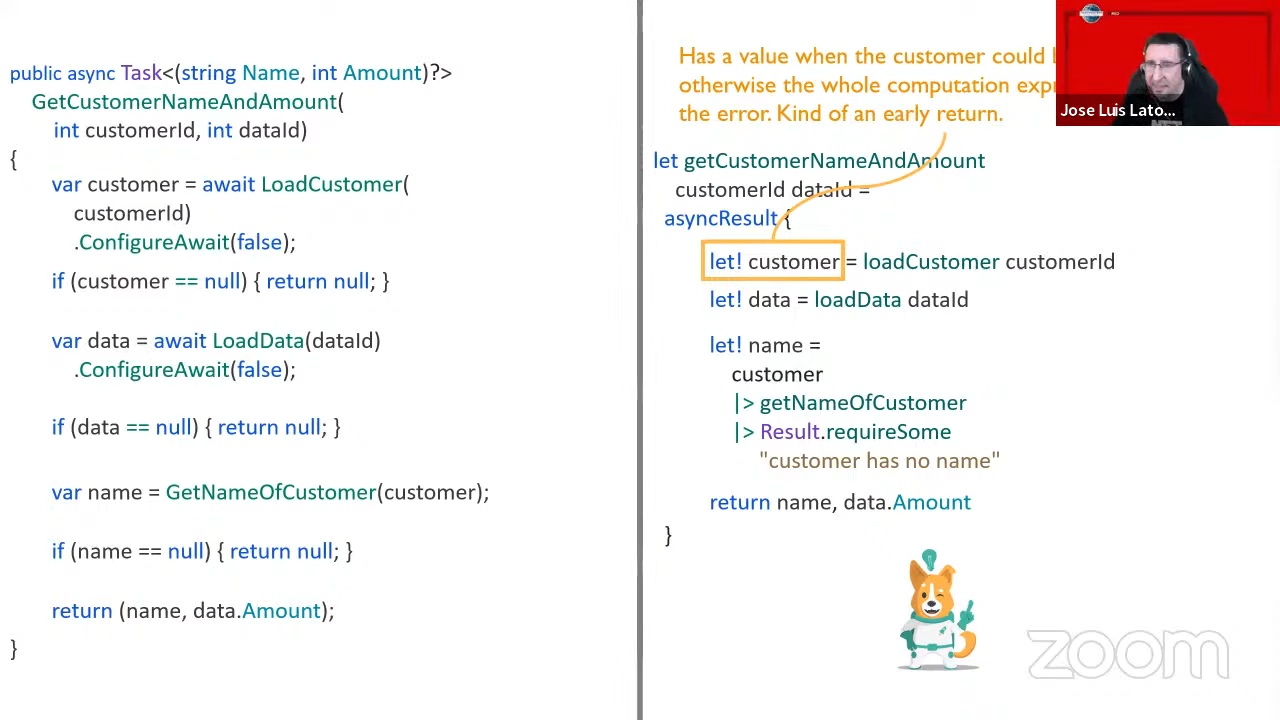 public async Task<(string Name, int Amount)?>
GetCustomerNameAndAmount(
int customerId, int dataId)
{
var customer = await LoadCustomer(
customerId)
.ConfigureAwait(false);
if (customer == null) { return null; }
var data = await LoadData(dataId)
.ConfigureAwait(false);
if (data == null) { return null; }
var name = GetNameOfCustomer(customer);
if (name == null) { return null; }
return (name, data.Amount);
}
Has a value when the customer could
otherwise the whole computation
the error. Kind of an early return.
let getCustomerNameAndAmount
customerId dataId =
asyncResult {
let! customer = loadCustomer customerId
let! data = loadData dataId
let! name =
customer
|> getNameOfCustomer
|> Result.requireSome
"customer has no name"
return name, data.Amount
}
Jose Luis Lato...
zoom